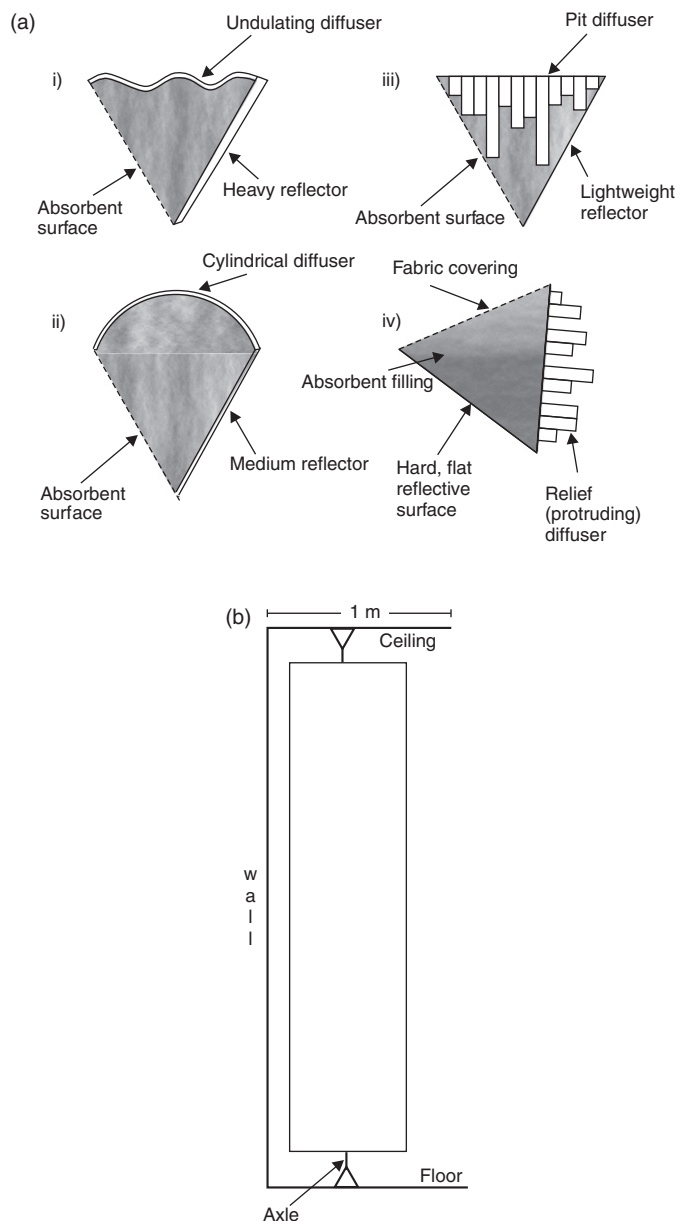 (a)
Undulating diffuser
i)
Absorbent
surface
Heavy reflector
Pit diffuser
iii)
Absorbent surface
Lightweight
reflector
Cylindrical diffuser
ii)
Absorbent
surface
Medium reflector
Fabric covering
iv)
Absorbent filling
Hard, flat
reflective
surface
Relief
(protruding)
diffuser
(b)
1 m
Ceiling
w
a
l
l
Floor
Axle